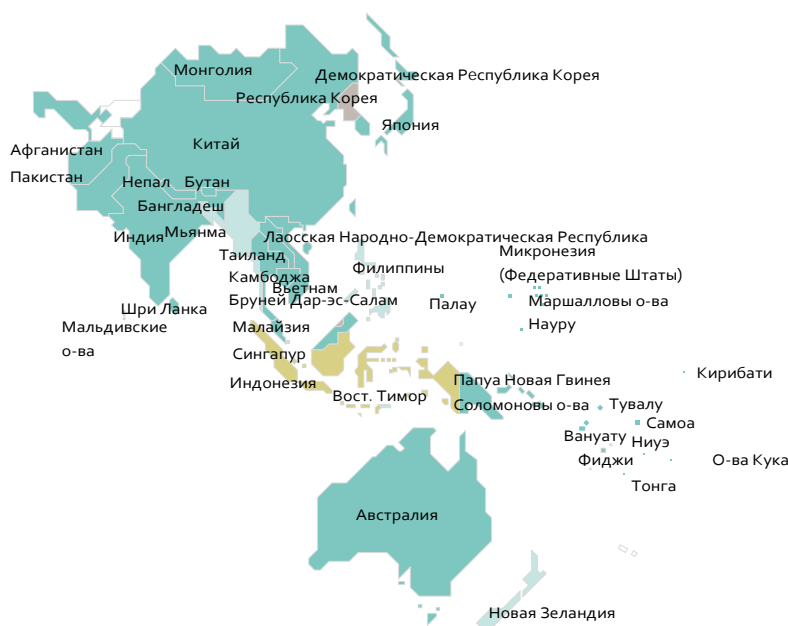 Монголия
Демократическая Республика Корея
Республика Корея
Япония
Китай
Афганистан
Пакистан
Непал
Бутан
Бангладеш
Индия
Мьянма
Лаосская Народно-Демократическая Республика
Таиланд
Микронезия
(Федеративные Штаты)
Филиппины
Камбоджа
Вьетнам
Бруней Дар-эс-Салам
Палау
Маршалловы о-ва
Шри Ланка
Мальдивские
о-ва
Малайзия
Науру
Сингапур
Кирибати
Индонезия
Папуа Новая Гвинея
Вост. Тимор
Соломоновы о-ва
Тувалу
Самоа
Вануату
Ниуэ
Фиджи
О-ва Кука
Тонга
Австралия
Новая Зеландия